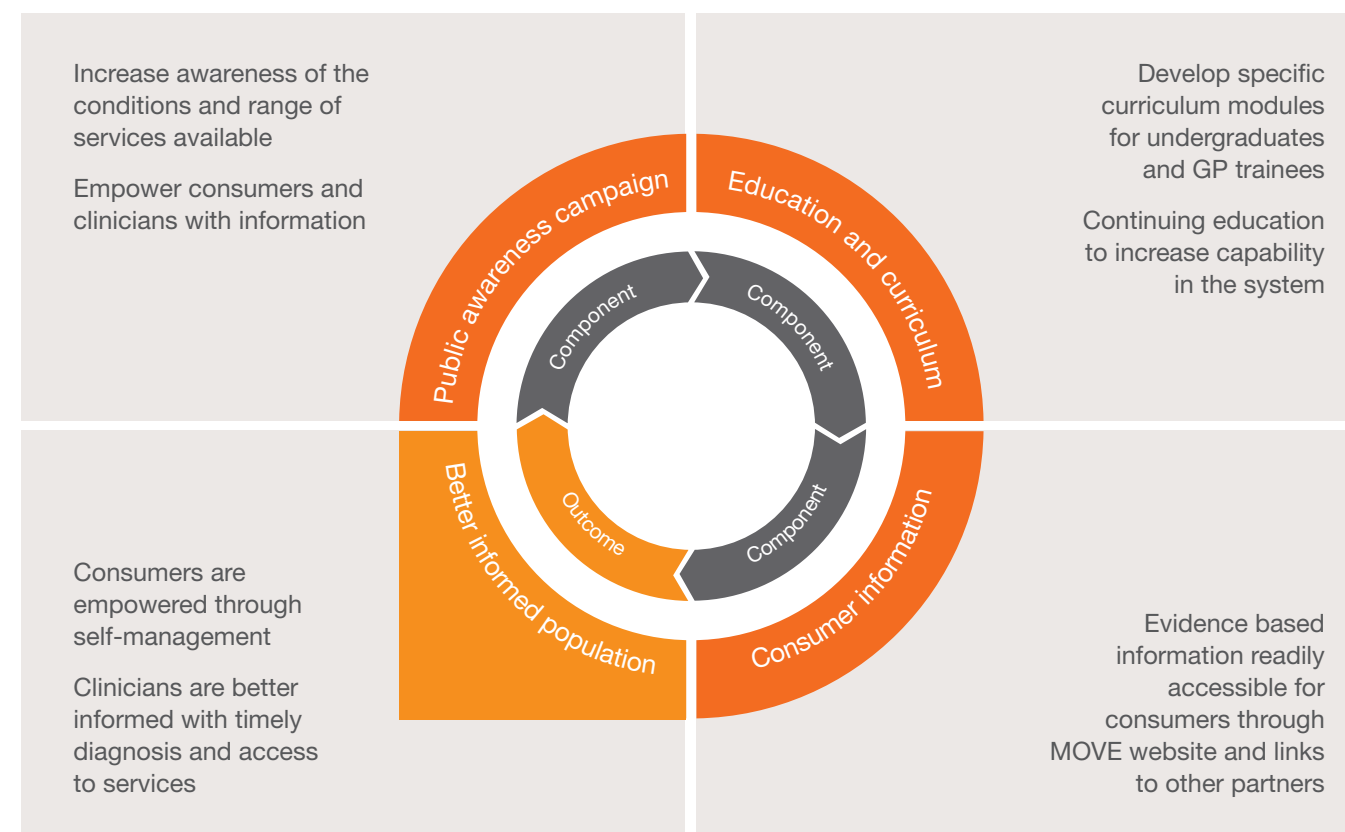 Increase awareness of the
conditions and range of
services available
Empower consumers and
clinicians with information
Develop specific
curriculum modules
for undergraduates
and GP trainees
Continuing education
to increase capability
in the system
Public awareness campaign
Education and curriculum
Component
Component
Outcome
Component
Better informed population
Consumer information
Consumers are
empowered through
self-management
Clinicians are better
informed with timely
diagnosis and access
to services
Evidence based
information readily
accessible for
consumers through
MOVE website and links
to other partners